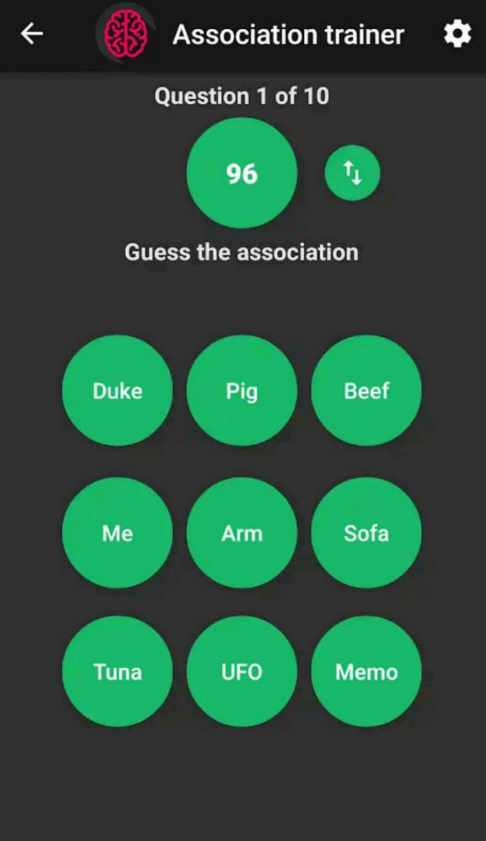 Association trainer
Question 1 of 10
96
Guess the association
Duke Pig Beef
Me Arm Sofa
Tuna UFO Memo